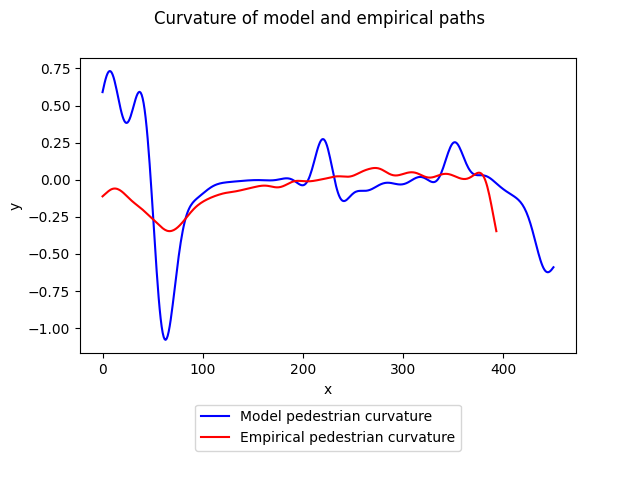 Curvature of model and empirical paths
0.75
0.50
0.25
0.00
−0.25
−0.50
−0.75
−1.00
y
0 100 200 300 400
x
Model pedestrian curvature
Empirical pedestrian curvature